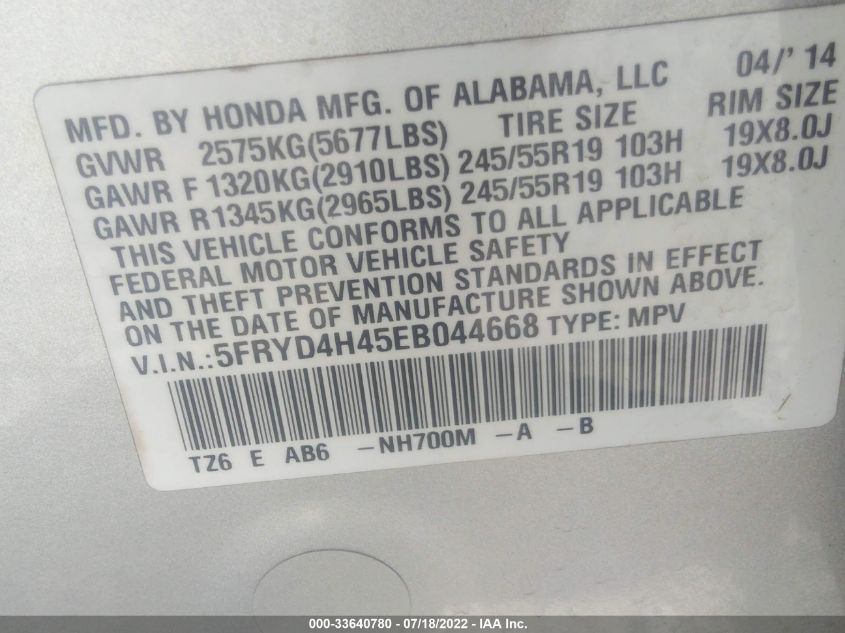 MFD. BY HONDA MFG. OF ALABAMA, LLC 04/' 14
GVWR 2575KG(5677LBS) TIRE SIZE RIM SIZE
GAWR F 1320KG(2910LBS) 245/55R19 103H 19X8.0J
GAWR R1345KG(2965LBS) 245/55R19 103H 19X8.0J
THIS VEHICLE CONFORMS TO ALL APPLICABLE
FEDERAL MOTOR VEHICLE SAFETY
AND THEFT PREVENTION STANDARDS IN EFFECT
ON THE DATE OF MANUFACTURE SHOWN ABOVE.
V.I.N.:5FRYD4H45EB044668 TYPE: MPV
TZ6 E AB6 -NH700M -A -B
000-33640780 - 07/18/2022 - IAA Inc.